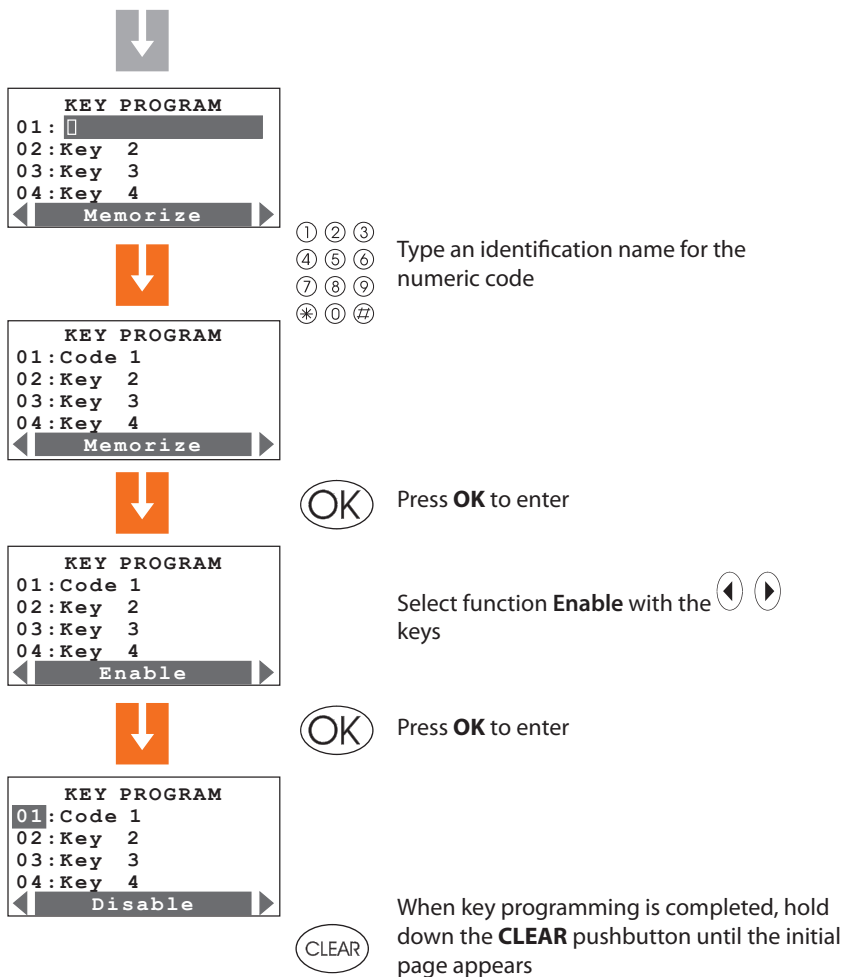 KEY PROGRAM
01:
02:Key 2
03:Key 3
04:Key 4
Memorize
1 2 3
4 5 6
7 8 9
* 0 #
Type an identification name for the
numeric code
KEY PROGRAM
01:Code 1
02:Key 2
03:Key 3
04:Key 4
Memorize
OK
Press OK to enter
KEY PROGRAM
01:Code 1
02:Key 2
03:Key 3
04:Key 4
Enable
Select function Enable with the
keys
OK
Press OK to enter
KEY PROGRAM
01:Code 1
02:Key 2
03:Key 3
04:Key 4
Disable
CLEAR
When key programming is completed, hold
down the CLEAR pushbutton until the initial
page appears